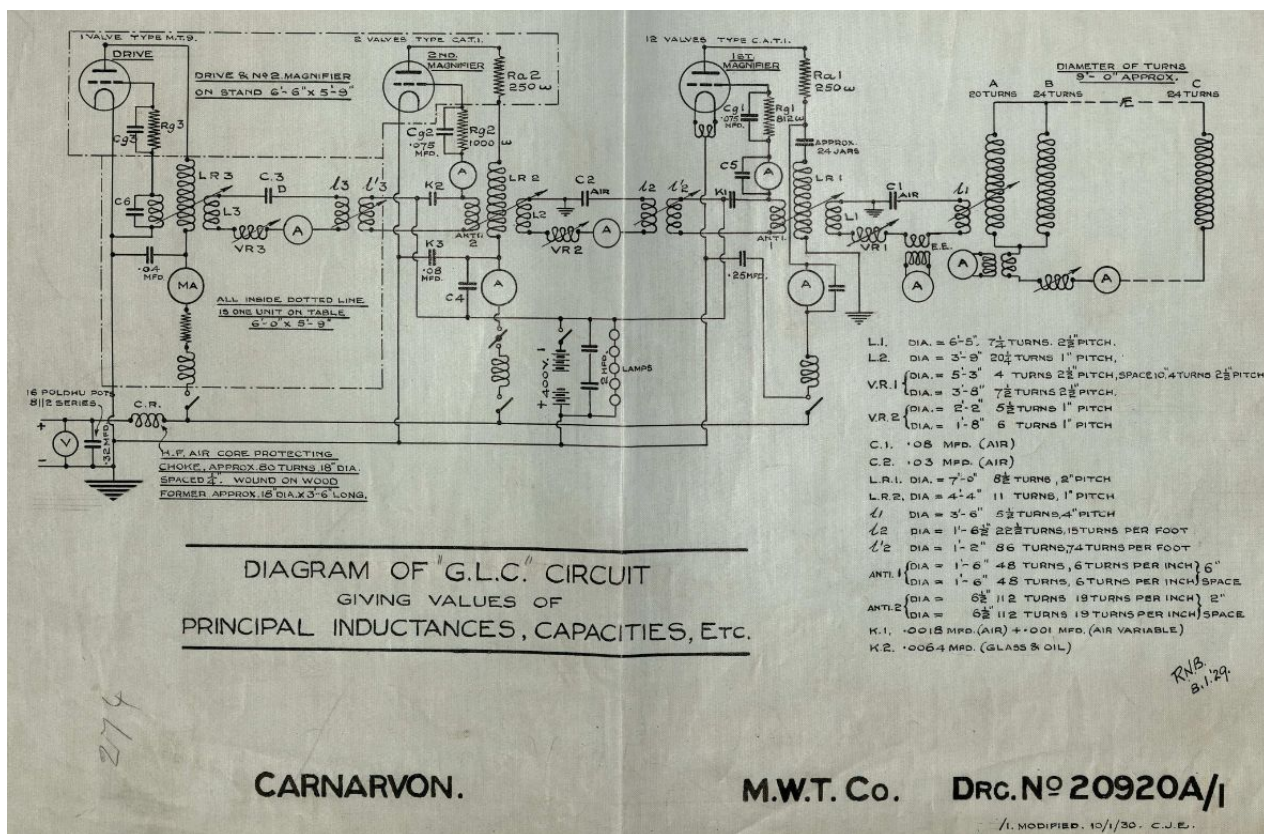 1 VALVE TYPE M.T.9.
DRIVE
DRIVE & Nº2. MAGNIFIER
ON STAND 6'-6" X 5'-9"
Cg3
Rg3
LR3
C6
L3
C.3
D
VR3
A
l3
l'3
.04
MFD.
MA
ALL INSIDE DOTTED LINE
IS ONE UNIT ON TABLE
6'-0" X 5'-9"
2 VALVES TYPE C.A.T.1.
2ND.
MAGNIFIER
Ra2
250 ω
Cg2
.075
MFD.
Rg2
1000
ω
A
K2
LR2
ANTI.
2
L2
C2
AIR
VR2
A
l2
l'2
K3
.08
MFD.
C4
A
12 VALVES TYPE C.A.T.1.
1ST.
MAGNIFIER
Ra1
250 ω
Cg1
.075
MFD.
Rg1
812 ω
APPROX.
24 JARS
C5
A
K1
LR1
ANTI.
1
L1
C1
AIR
VR1
l1
.25MFD.
A
A
E.E.
DIAMETER OF TURNS
9'-0" APPROX.
A
20 TURNS
B
24 TURNS
Æ
C
24 TURNS
A
A
16 POLDHU POTS
8||2 SERIES.
C.R.
+
V
-
.32 MFD.
H.F. AIR CORE PROTECTING
CHOKE, APPROX. 80 TURNS, 18" DIA.
SPACED ¼". WOUND ON WOOD
FORMER APPROX. 18" DIA. X 3'-6" LONG.
+ 400V. -
2 MFD.
LAMPS
L.1. DIA. = 6'-5". 7¼ TURNS. 2½" PITCH.
L.2. DIA = 3'-9" 20¼ TURNS 1" PITCH,
V.R.1 { DIA. = 5'-3" 4 TURNS 2½" PITCH, SPACE 10", 4 TURNS 2½" PITCH
DIA. = 3'-8" 7½ TURNS 2½" PITCH.
V.R.2 { DIA. = 2'-2" 5½ TURNS 1" PITCH
DIA. = 1'-8" 6 TURNS 1" PITCH
C.1. .08 MFD. (AIR)
C.2. .03 MFD. (AIR)
L.R.1. DIA. = 7'-0" 8½ TURNS, 2" PITCH
L.R.2. DIA = 4'-4" 11 TURNS, 1" PITCH
l1 DIA = 3'-6" 5½ TURNS, 4" PITCH
l2 DIA = 1'-6½" 22½ TURNS, 15 TURNS PER FOOT
l'2 DIA = 1'-2" 86 TURNS, 74 TURNS PER FOOT
ANTI.1 { DIA = 1'-6" 48 TURNS, 6 TURNS PER INCH } 6"
DIA = 1'-6" 48 TURNS, 6 TURNS PER INCH } SPACE
ANTI.2 { DIA = 6½" 112 TURNS 19 TURNS PER INCH } 2"
DIA = 6½" 112 TURNS 19 TURNS PER INCH } SPACE
K.1. .0018 MFD. (AIR) + .001 MFD. (AIR VARIABLE)
K.2. .0064 MFD. (GLASS & OIL)
R.N.B.
8.1.'29.
DIAGRAM OF "G.L.C." CIRCUIT
GIVING VALUES OF
PRINCIPAL INDUCTANCES, CAPACITIES, ETC.
274
CARNARVON.
M.W.T. Co. DRG. Nº 20920A/1
/1. MODIFIED. 10/1/30. C.J.E.